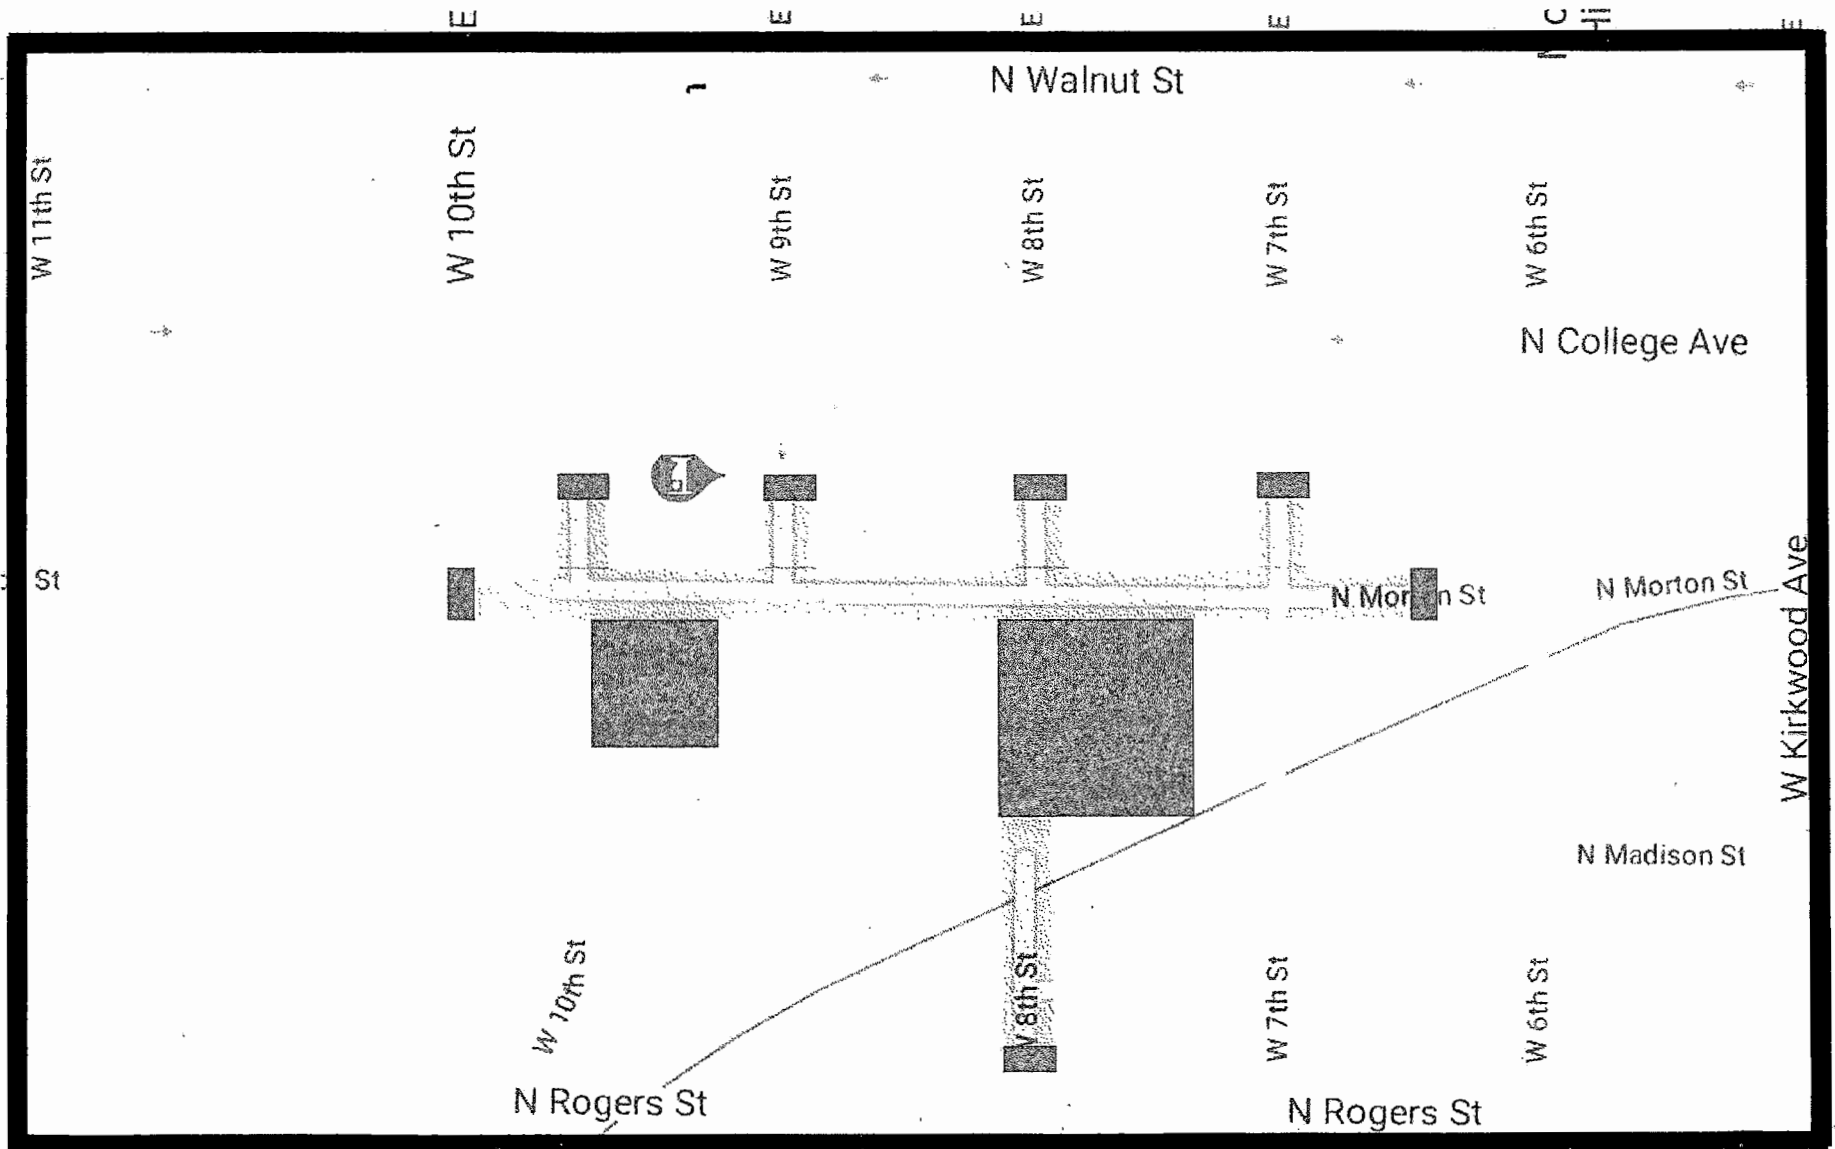 E
E
E
E
N Walnut St
W 11th St
W 10th St
W 9th St
W 8th St
W 7th St
W 6th St
N College Ave
St
N Mor n St
N Morton St
W Kirkwood Ave
N Madison St
W 10th St
8th St
W 7th St
W 6th St
N Rogers St
N Rogers St